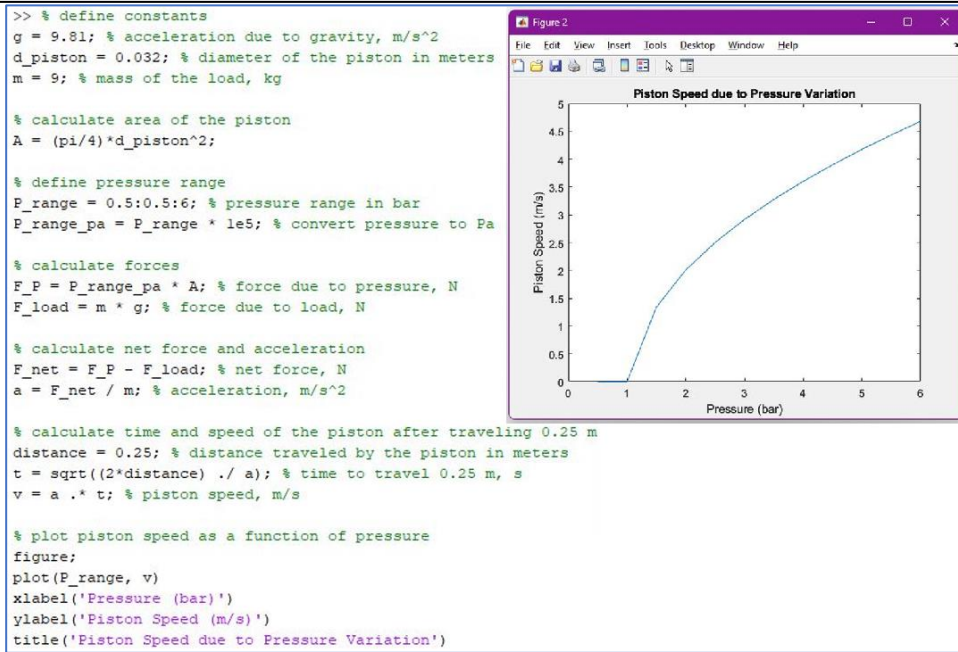 >> % define constants
g = 9.81; % acceleration due to gravity, m/s^2
d_piston = 0.032; % diameter of the piston in meters
m = 9; % mass of the load, kg
% calculate area of the piston
A = (pi/4)*d_piston^2;
% define pressure range
P_range = 0.5:0.5:6; % pressure range in bar
P_range_pa = P_range * 1e5; % convert pressure to Pa
% calculate forces
F_P = P_range_pa * A; % force due to pressure, N
F_load = m * g; % force due to load, N
% calculate net force and acceleration
F_net = F_P - F_load; % net force, N
a = F_net / m; % acceleration, m/s^2
% calculate time and speed of the piston after traveling 0.25 m
distance = 0.25; % distance traveled by the piston in meters
t = sqrt((2*distance) ./ a); % time to travel 0.25 m, s
v = a .* t; % piston speed, m/s
% plot piston speed as a function of pressure
figure;
plot(P_range, v)
xlabel('Pressure (bar)')
ylabel('Piston Speed (m/s)')
title('Piston Speed due to Pressure Variation')
Figure 2
File Edit View Insert Tools Desktop Window Help
Piston Speed due to Pressure Variation
5
4.5
4
3.5
3
2.5
2
1.5
1
0.5
0
Piston Speed (m/s)
0 1 2 3 4 5 6
Pressure (bar)